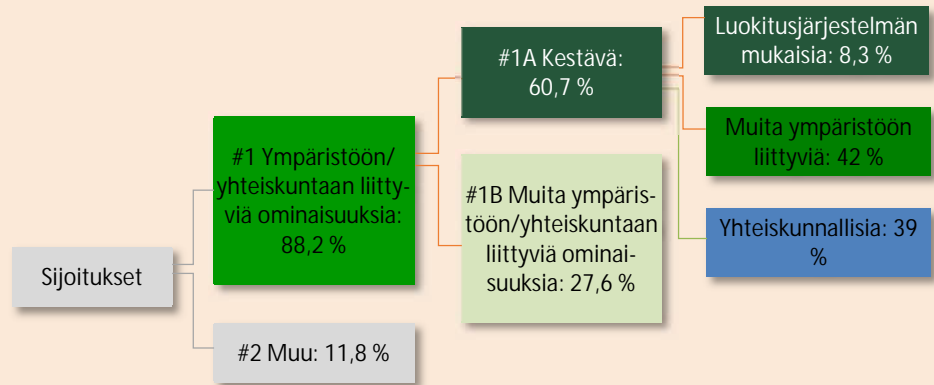 Sijoitukset
#1 Ympäristöön/
yhteiskuntaan liitty-
viä ominaisuuksia:
88,2 %
#2 Muu: 11,8 %
#1A Kestävä:
60,7 %
#1B Muita ympäris-
töön/yhteiskuntaan
liittyviä ominai-
suuksia: 27,6 %
Luokitusjärjestelmän
mukaisia: 8,3 %
Muita ympäristöön
liittyviä: 42 %
Yhteiskunnallisia: 39
%